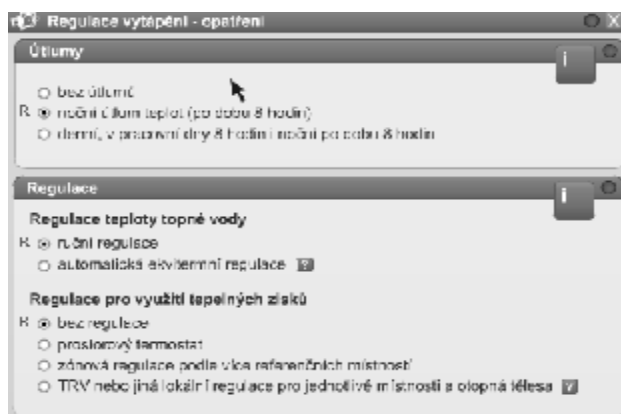 Regulace vytápění - opatření
Útlumy
i
bez útlumů
R noční útlum teplot (po dobu 8 hodin)
denní, v pracovní dny 8 hodin i noční po dobu 8 hodin
Regulace
i
Regulace teploty topné vody
R ruční regulace
automatická ekvitermní regulace ?
Regulace pro využití tepelných zisků
R bez regulace
prostorový termostat
zónová regulace podle více referenčních místností
TRV nebo jiná lokální regulace pro jednotlivé místnosti a otopná tělesa ?